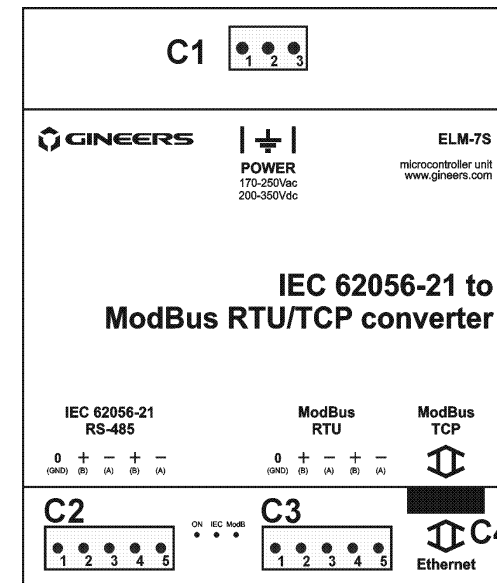 C1
1 2 3
GINEERS
POWER
170-250Vac
200-350Vdc
ELM-7S
microcontroller unit
www.gineers.com
IEC 62056-21 to
ModBus RTU/TCP converter
IEC 62056-21
RS-485
0 + − + −
(GND) (B) (A) (B) (A)
ModBus
RTU
0 + − + −
(GND) (B) (A) (B) (A)
ModBus
TCP
C2
1 2 3 4 5
ON IEC ModB
C3
1 2 3 4 5
C4
Ethernet